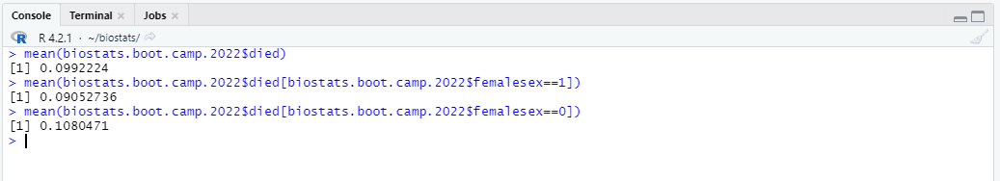 Console Terminal × Jobs ×
R 4.2.1 · ~/biostats/
> mean(biostats.boot.camp.2022$died)
[1] 0.0992224
> mean(biostats.boot.camp.2022$died[biostats.boot.camp.2022$femalesex==1])
[1] 0.09052736
> mean(biostats.boot.camp.2022$died[biostats.boot.camp.2022$femalesex==0])
[1] 0.1080471
>